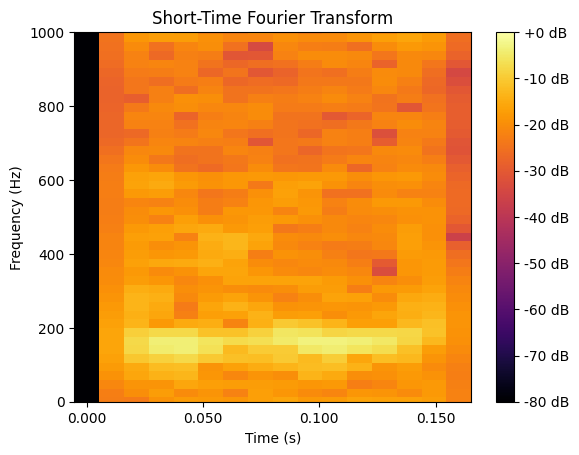 Short-Time Fourier Transform
1000
800
600
400
200
0
Frequency (Hz)
0.000
0.050
0.100
0.150
Time (s)
+0 dB
-10 dB
-20 dB
-30 dB
-40 dB
-50 dB
-60 dB
-70 dB
-80 dB